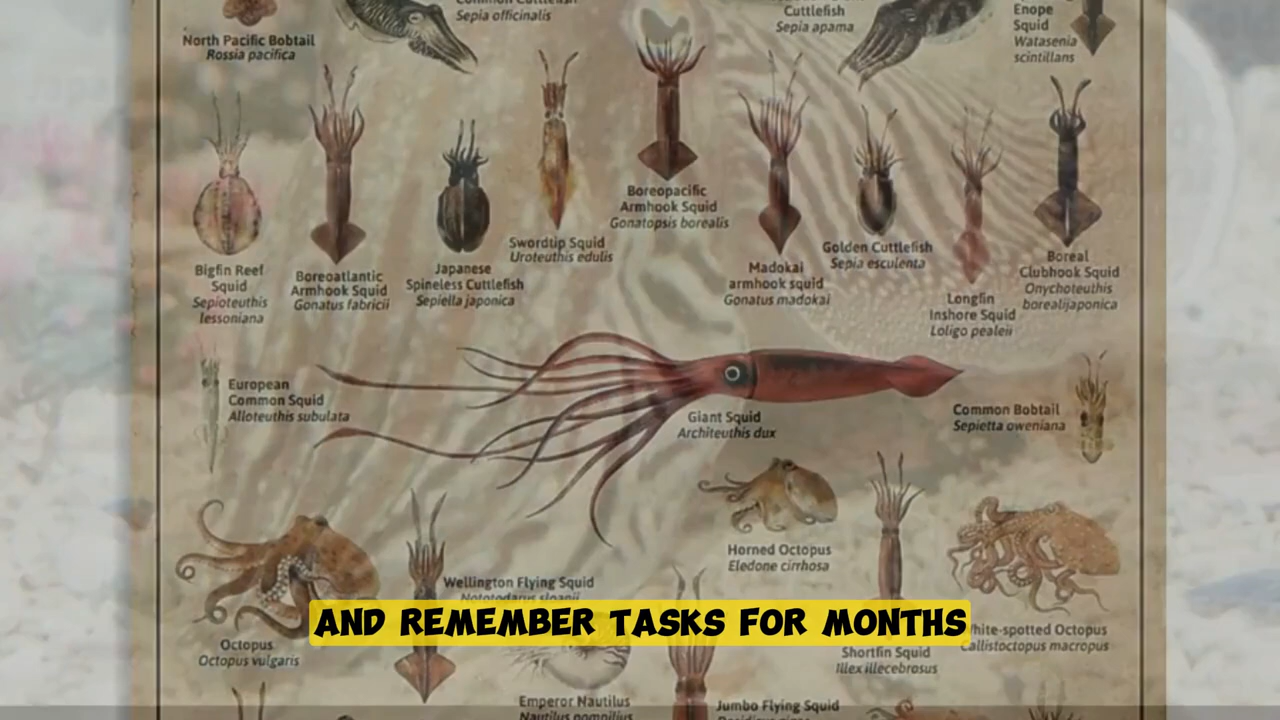 Sepia officinalis
Cuttlefish
Sepia apama
Enope
Squid
Watasenia
scintillans
North Pacific Bobtail
Rossia pacifica
Boreopacific
Armhook Squid
Gonatopsis borealis
Swordtip Squid
Uroteuthis edulis
Golden Cuttlefish
Sepia esculenta
Bigfin Reef
Squid
Sepioteuthis
lessoniana
Boreoatlantic
Armhook Squid
Gonatus fabricii
Japanese
Spineless Cuttlefish
Sepiella japonica
Madokai
armhook squid
Gonatus madokai
Longfin
Inshore Squid
Loligo pealeii
Boreal
Clubhook Squid
Onychoteuthis
borealijaponica
European
Common Squid
Alloteuthis subulata
Giant Squid
Architeuthis dux
Common Bobtail
Sepietta oweniana
Horned Octopus
Eledone cirrhosa
Wellington Flying Squid
AND REMEMBER TASKS FOR MONTHS
Octopus
Octopus vulgaris
Shortfin Squid
Illex illecebrosus
White-spotted Octopus
Callistoctopus macropus
Emperor Nautilus
Nautilus pompilius
Jumbo Flying Squid